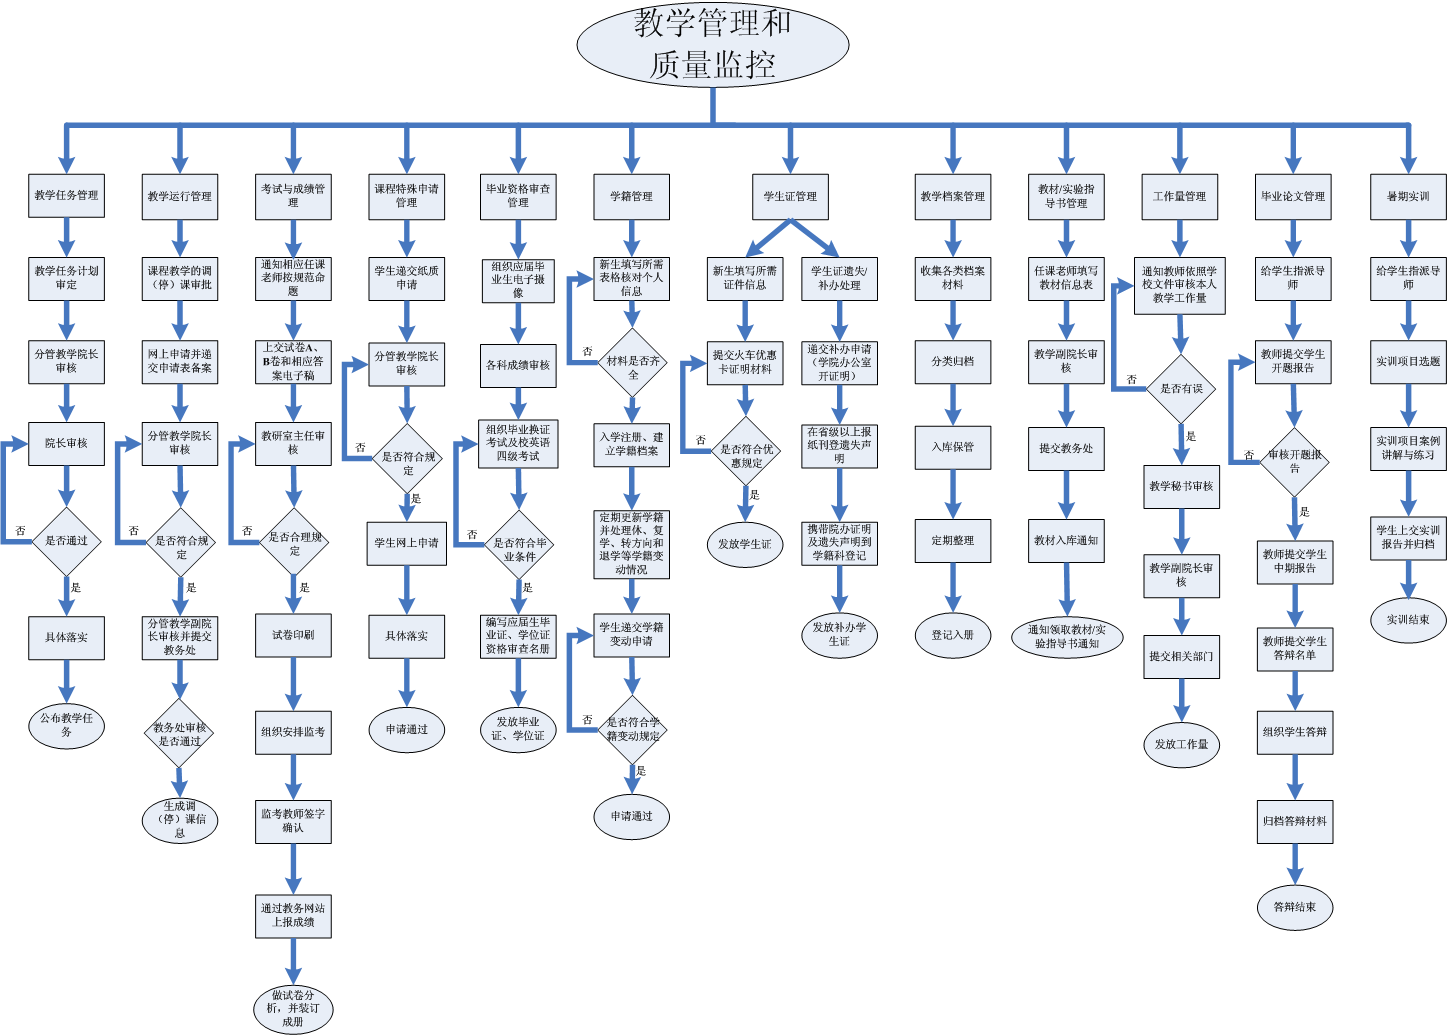 教学管理和
质量监控
教学任务管理
教学任务计划
审定
分管教学院长
审核
院长审核
否
是否通过
是
具体落实
公布教学任
务
教学运行管理
课程教学的调
（停）课审批
网上申请并递
交申请表备案
分管教学院长
审核
否
是否符合规
定
是
分管教学副院
长审核并提交
教务处
教务处审核
是否通过
生成调
（停）课信
息
考试与成绩管
理
通知相应任课
老师按规范命
题
上交试卷A、
B卷和相应答
案电子稿
教研室主任审
核
否
是否合理规
定
是
试卷印刷
组织安排监考
监考教师签字
确认
通过教务网站
上报成绩
做试卷分
析，并装订
成册
课程特殊申请
管理
学生递交纸质
申请
分管教学院长
审核
否
是否符合规
定
是
学生网上申请
具体落实
申请通过
毕业资格审查
管理
组织应届毕
业生电子摄
像
各科成绩审核
组织毕业换证
考试及校英语
四级考试
否
是否符合毕
业条件
是
编写应届生毕
业证、学位证
资格审查名册
发放毕业
证、学位证
学籍管理
新生填写所需
表格核对个人
信息
否
材料是否齐
全
入学注册、建
立学籍档案
定期更新学籍
并处理休、复
学、转方向和
退学等学籍变
动情况
学生递交学籍
变动申请
否
是否符合学
籍变动规定
是
申请通过
学生证管理
新生填写所需
证件信息
提交火车优惠
卡证明材料
否
是否符合优
惠规定
是
发放学生证
学生证遗失/
补办处理
递交补办申请
（学院办公室
开证明）
在省级以上报
纸刊登遗失声
明
携带院办证明
及遗失声明到
学籍科登记
发放补办学
生证
教学档案管理
收集各类档案
材料
分类归档
入库保管
定期整理
登记入册
教材/实验指
导书管理
任课老师填写
教材信息表
教学副院长审
核
提交教务处
教材入库通知
通知领取教材/实
验指导书通知
工作量管理
通知教师依照学
校文件审核本人
教学工作量
否
是否有误
是
教学秘书审核
教学副院长审
核
提交相关部门
发放工作量
毕业论文管理
给学生指派导
师
教师提交学生
开题报告
否
审核开题报
告
是
教师提交学生
中期报告
教师提交学生
答辩名单
组织学生答辩
归档答辩材料
答辩结束
暑期实训
给学生指派导
师
实训项目选题
实训项目案例
讲解与练习
学生上交实训
报告并归档
实训结束